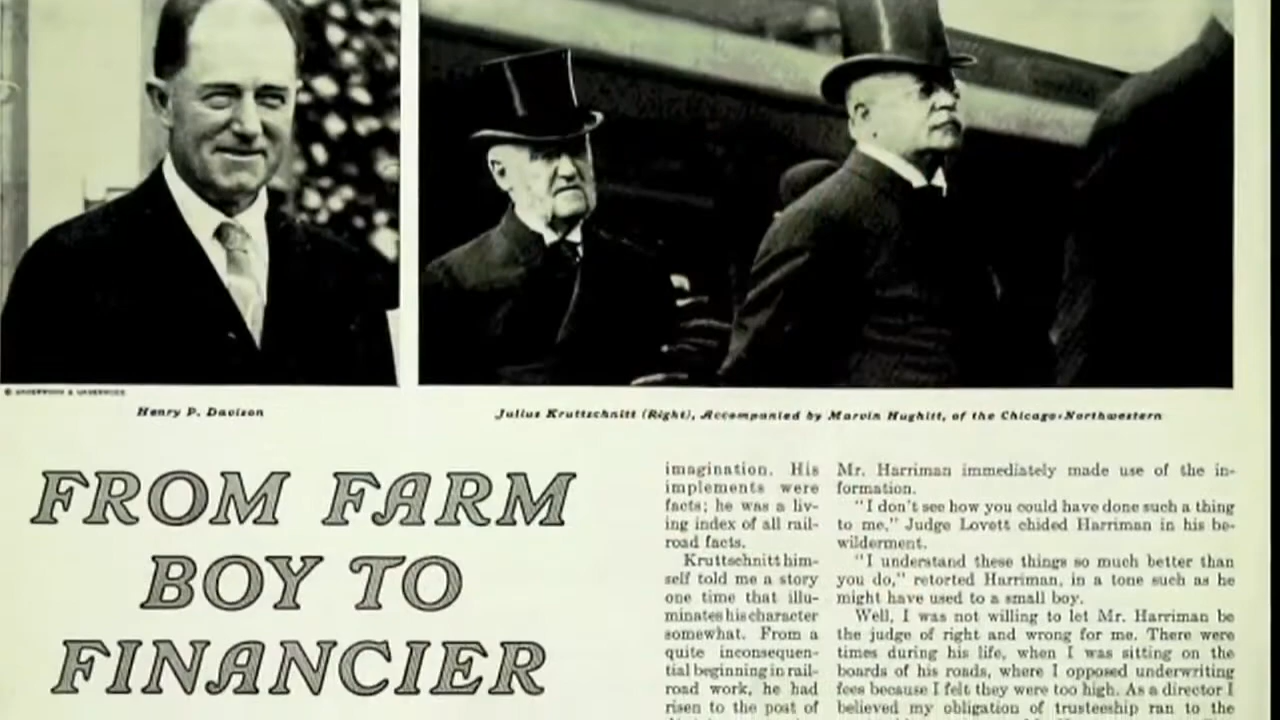 © UNDERWOOD & UNDERWOOD
Henry P. Davison
Julius Kruttschnitt (Right), Accompanied by Marvin Hughitt, of the Chicago-Northwestern
FROM FARM
BOY TO
FINANCIER
imagination. His
implements were
facts; he was a liv-
ing index of all rail-
road facts.
Kruttschnitt him-
self told me a story
one time that illu-
minates his character
somewhat. From a
quite inconsequen-
tial beginning in rail-
road work, he had
risen to the post of
Mr. Harriman immediately made use of the in-
formation.
"I don't see how you could have done such a thing
to me," Judge Lovett chided Harriman in his be-
wilderment.
"I understand these things so much better than
you do," retorted Harriman, in a tone such as he
might have used to a small boy.
Well, I was not willing to let Mr. Harriman be
the judge of right and wrong for me. There were
times during his life, when I was sitting on the
boards of his roads, where I opposed underwriting
fees because I felt they were too high. As a director I
believed my obligation of trusteeship ran to the